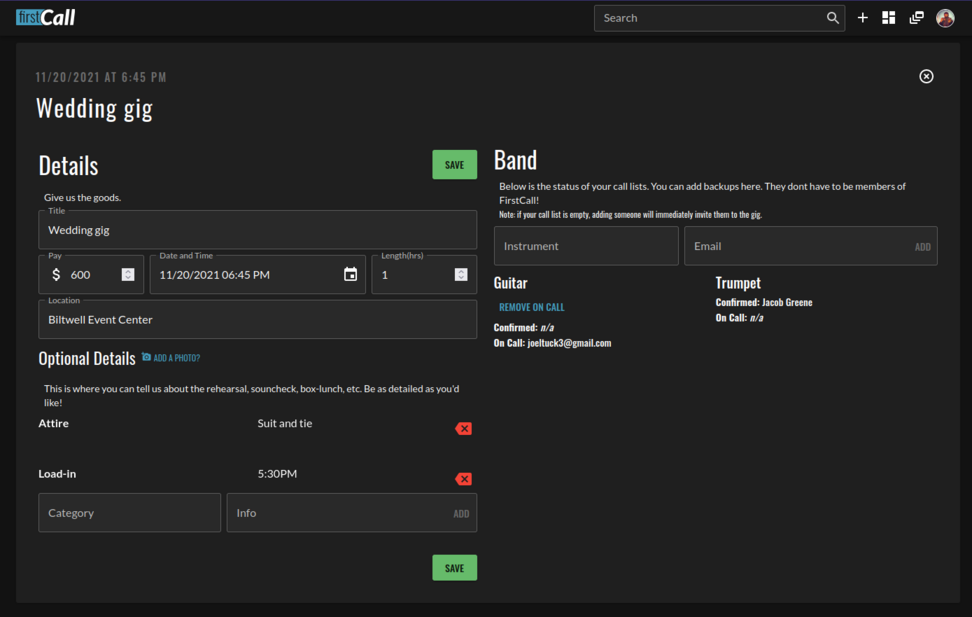 firstCall
Search
11/20/2021 AT 6:45 PM
Wedding gig
Details
SAVE
Give us the goods.
Title
Wedding gig
Pay
$ 600
Date and Time
11/20/2021 06:45 PM
Length(hrs)
1
Location
Biltwell Event Center
Optional Details
ADD A PHOTO?
This is where you can tell us about the rehearsal, souncheck, box-lunch, etc. Be as detailed as you'd
like!
Attire
Suit and tie
Load-in
5:30PM
Category
Info
ADD
SAVE
Band
Below is the status of your call lists. You can add backups here. They dont have to be members of
FirstCall!
Note: if your call list is empty, adding someone will immediately invite them to the gig.
Instrument
Email
ADD
Guitar
REMOVE ON CALL
Confirmed: n/a
On Call: joeltuck3@gmail.com
Trumpet
Confirmed: Jacob Greene
On Call: n/a